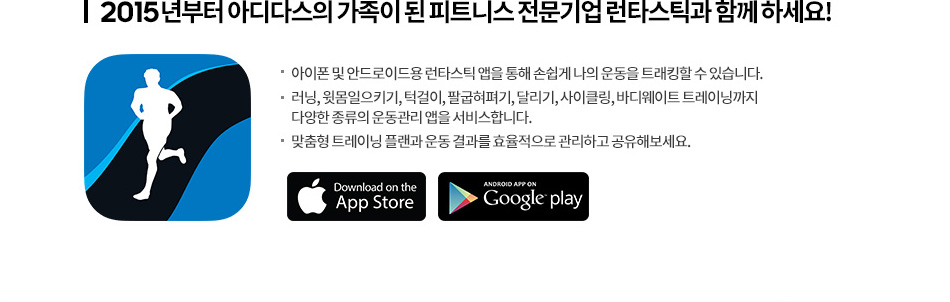 2015년부터 아디다스의 가족이 된 피트니스 전문기업 런타스틱과 함께 하세요!
아이폰 및 안드로이드용 런타스틱 앱을 통해 손쉽게 나의 운동을 트래킹할 수 있습니다.
러닝, 윗몸일으키기, 턱걸이, 팔굽혀펴기, 달리기, 사이클링, 바디웨이트 트레이닝까지
다양한 종류의 운동관리 앱을 서비스합니다.
맞춤형 트레이닝 플랜과 운동 결과를 효율적으로 관리하고 공유해보세요.
Download on the
App Store
ANDROID APP ON
Google play